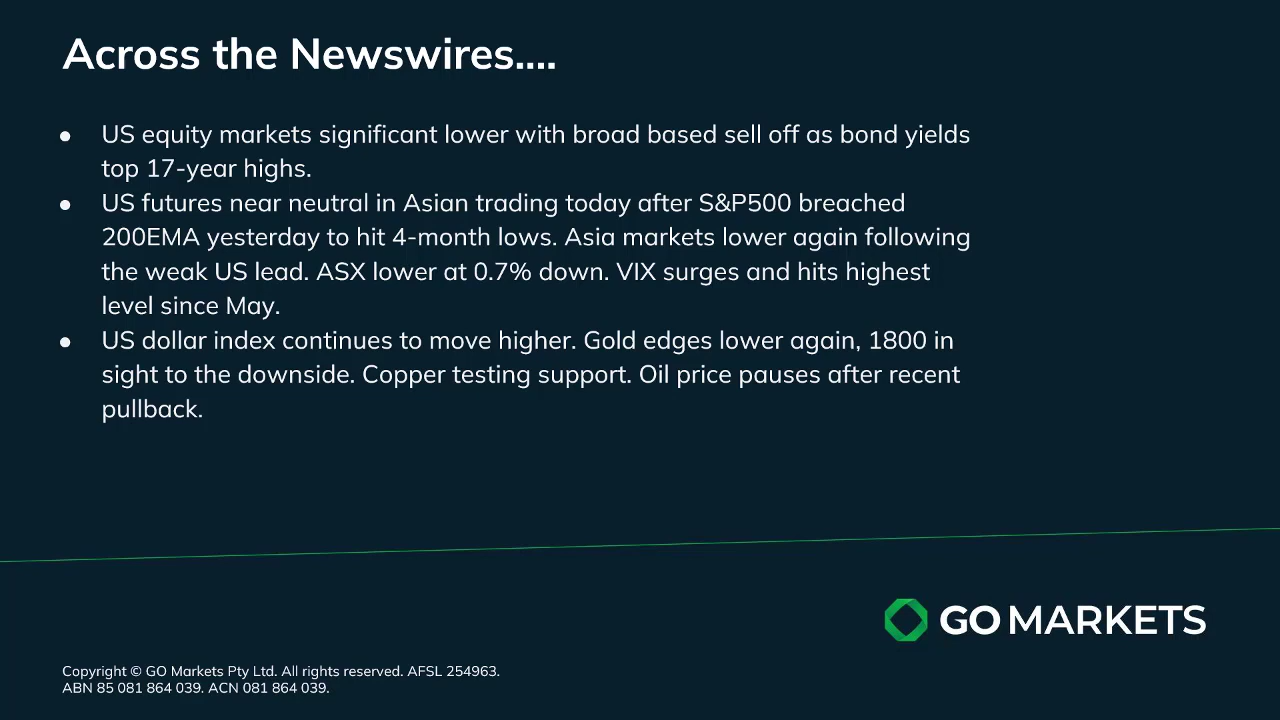 Across the Newswires....
● US equity markets significant lower with broad based sell off as bond yields
top 17-year highs.
● US futures near neutral in Asian trading today after S&P500 breached
200EMA yesterday to hit 4-month lows. Asia markets lower again following
the weak US lead. ASX lower at 0.7% down. VIX surges and hits highest
level since May.
● US dollar index continues to move higher. Gold edges lower again, 1800 in
sight to the downside. Copper testing support. Oil price pauses after recent
pullback.
GO MARKETS
Copyright © GO Markets Pty Ltd. All rights reserved. AFSL 254963.
ABN 85 081 864 039. ACN 081 864 039.